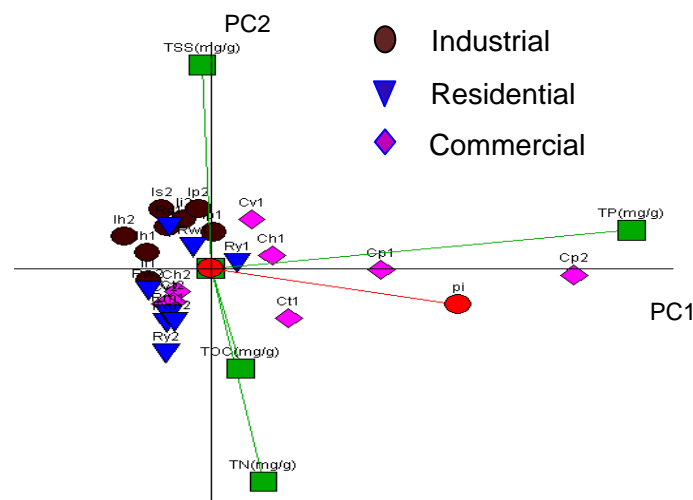 PC2
TSS(mg/g)
Industrial
Residential
Commercial
Is2
Ip2
Cv1
Ih2
Rw
Ih1
Ry1
Ch1
TP(mg/g)
Cp1
Cp2
Ch2
pi
PC1
Ct1
Ry2
TOC(mg/g)
TN(mg/g)